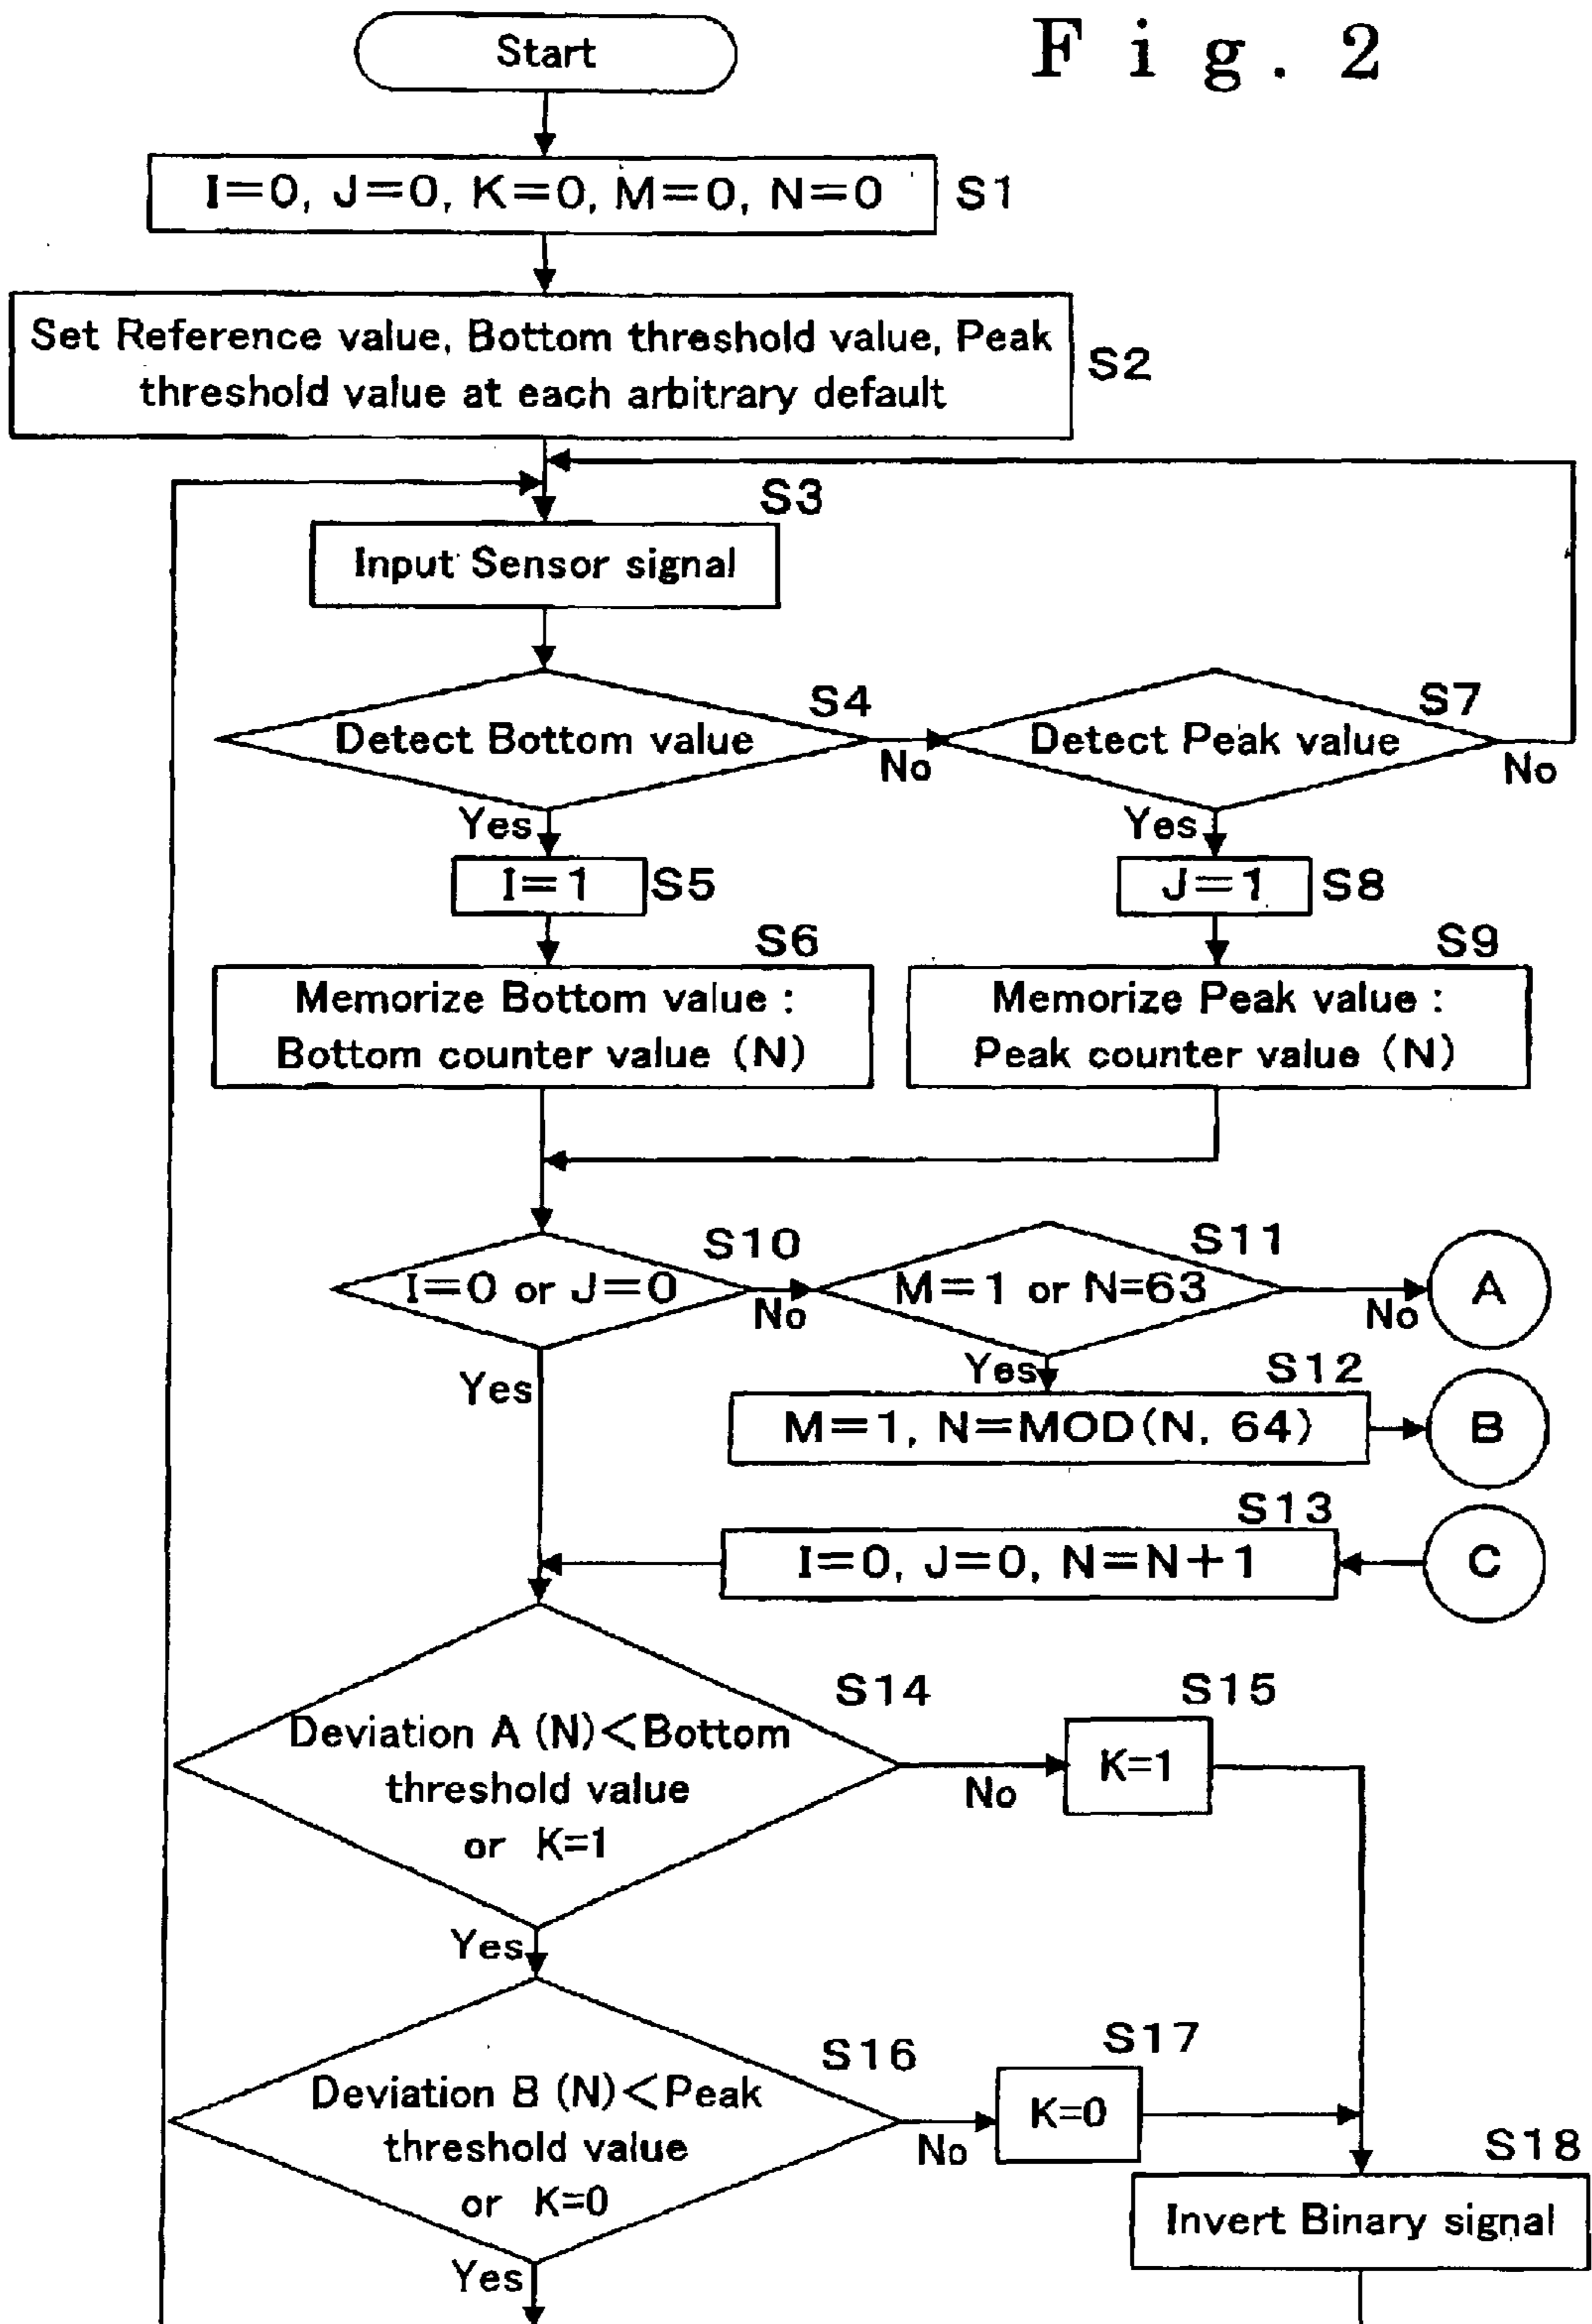 Fig. 2
Start
I=0, J=0, K=0, M=0, N=0
S1
Set Reference value, Bottom threshold value, Peak
threshold value at each arbitrary default
S2
S3
Input Sensor signal
S4
Detect Bottom value
No
Yes
S7
Detect Peak value
No
Yes
I=1
S5
J=1
S8
S6
Memorize Bottom value :
Bottom counter value (N)
S9
Memorize Peak value :
Peak counter value (N)
S10
I=0 or J=0
No
Yes
S11
M=1 or N=63
No
A
Yes
S12
M=1, N=MOD(N, 64)
B
S13
I=0, J=0, N=N+1
C
S14
Deviation A (N)<Bottom
threshold value
or K=1
No
Yes
S15
K=1
S16
Deviation B (N)<Peak
threshold value
or K=0
No
Yes
S17
K=0
S18
Invert Binary signal